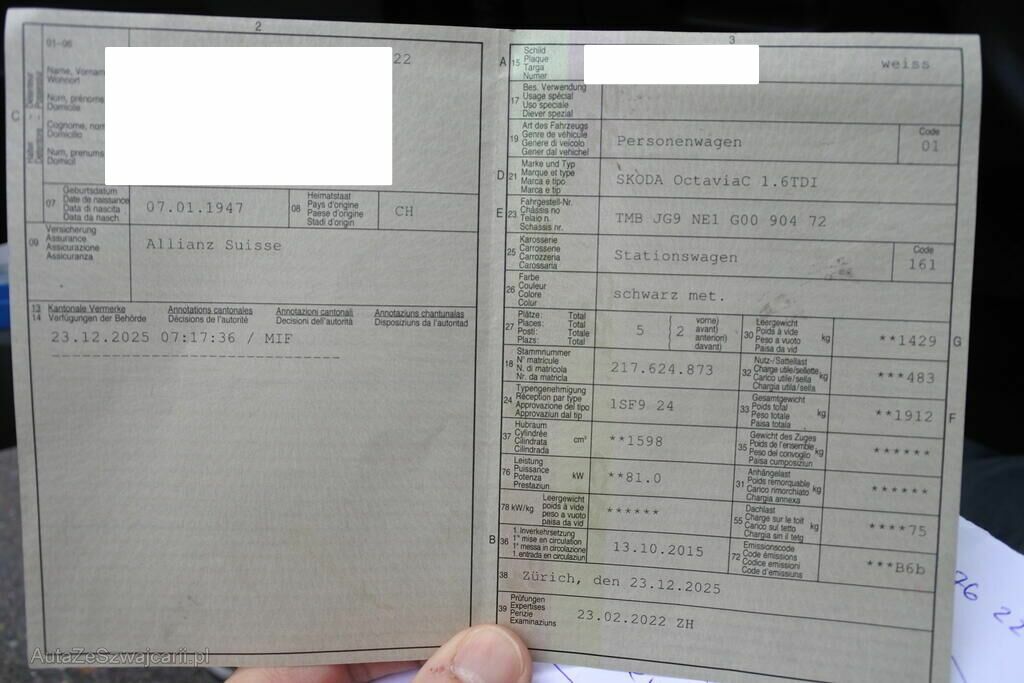 2
01-06
22
C
Name, Vornam
Wohnort
Nom, prénoms
Domicile
Cognome, nom
Domicilio
Num, prenums
Domicil
07
Geburtsdatum
Date de naissance
Data di nascita
Data da nasch.
07.01.1947
08
Heimatstaat
Pays d'origine
Paese d'origine
Stadi d'origin
CH
09
Versicherung
Assurance
Assicurazione
Assicuranza
Allianz Suisse
13
14
Kantonale Vermerke
Verfügungen der Behörde
Annotations cantonales
Décisions de l'autorité
Annotazioni cantonali
Decisioni dell'autorità
Annotaziuns chantunalas
Disposiziuns da l'autoritad
23.12.2025 07:17:36 / MIF
3
A
15
Schild
Plaque
Targa
Numer
weiss
17
Bes. Verwendung
Usage spécial
Uso speciale
Diever spezial
19
Art des Fahrzeugs
Genre de véhicule
Genere di veicolo
Gener dal vehichel
Personenwagen
Code
01
D
21
Marke und Typ
Marque et type
Marca e tipo
Marca e tip
SKODA OctaviaC 1.6TDI
E
23
Fahrgestell-Nr.
Châssis no
Telaio n.
Schassis nr.
TMB JG9 NE1 G00 904 72
25
Karosserie
Carrosserie
Carrozzeria
Carossaria
Stationswagen
Code
161
26
Farbe
Couleur
Colore
Colur
schwarz met.
27
Plätze: Total
Places: Total
Posti: Totale
Plazs: Total
5 { 2
vorne)
avant)
anteriori)
davant)
30
Leergewicht
Poids à vide
Peso a vuoto
Paisa da vid
kg
**1429
G
18
Stammnummer
N° matricule
N. di matricola
Nr. da matricla
217.624.873
32
Nutz-/Sattellast
Charge utile/sellette
Carico utile/sella
Chargia utila/sella
kg
***483
24
Typengenehmigung
Réception par type
Approvazione del tipo
Approvaziun dal tip
1SF9 24
33
Gesamtgewicht
Poids total
Peso totale
Paisa totala
kg
**1912
F
37
Hubraum
Cylindrée
Cilindrata
Cilindrada
cm³
**1598
35
Gewicht des Zuges
Poids de l'ensemble
Peso del convoglio
Paisa cumposiziun
kg
******
76
Leistung
Puissance
Potenza
Prestaziun
kW
**81.0
31
Anhängelast
Poids remorquable
Carico rimorchiato
Chargia annexa
kg
******
78 kW/kg
Leergewicht
poids à vide
peso a vuoto
paisa da vid
******
55
Dachlast
Charge sur le toit
Carico sul tetto
Chargia sin il tetg
kg
****75
B
36
1. Inverkehrsetzung
1re mise en circulation
1a messa in circolazione
1. entrada en circulaziun
13.10.2015
72
Emissionscode
Code émissions
Codice emissioni
Code d'emissiuns
***B6b
38
Zürich, den 23.12.2025
39
Prüfungen
Expertises
Perizie
Examinaziuns
23.02.2022 ZH
AutaZeSzwajcarii.pl